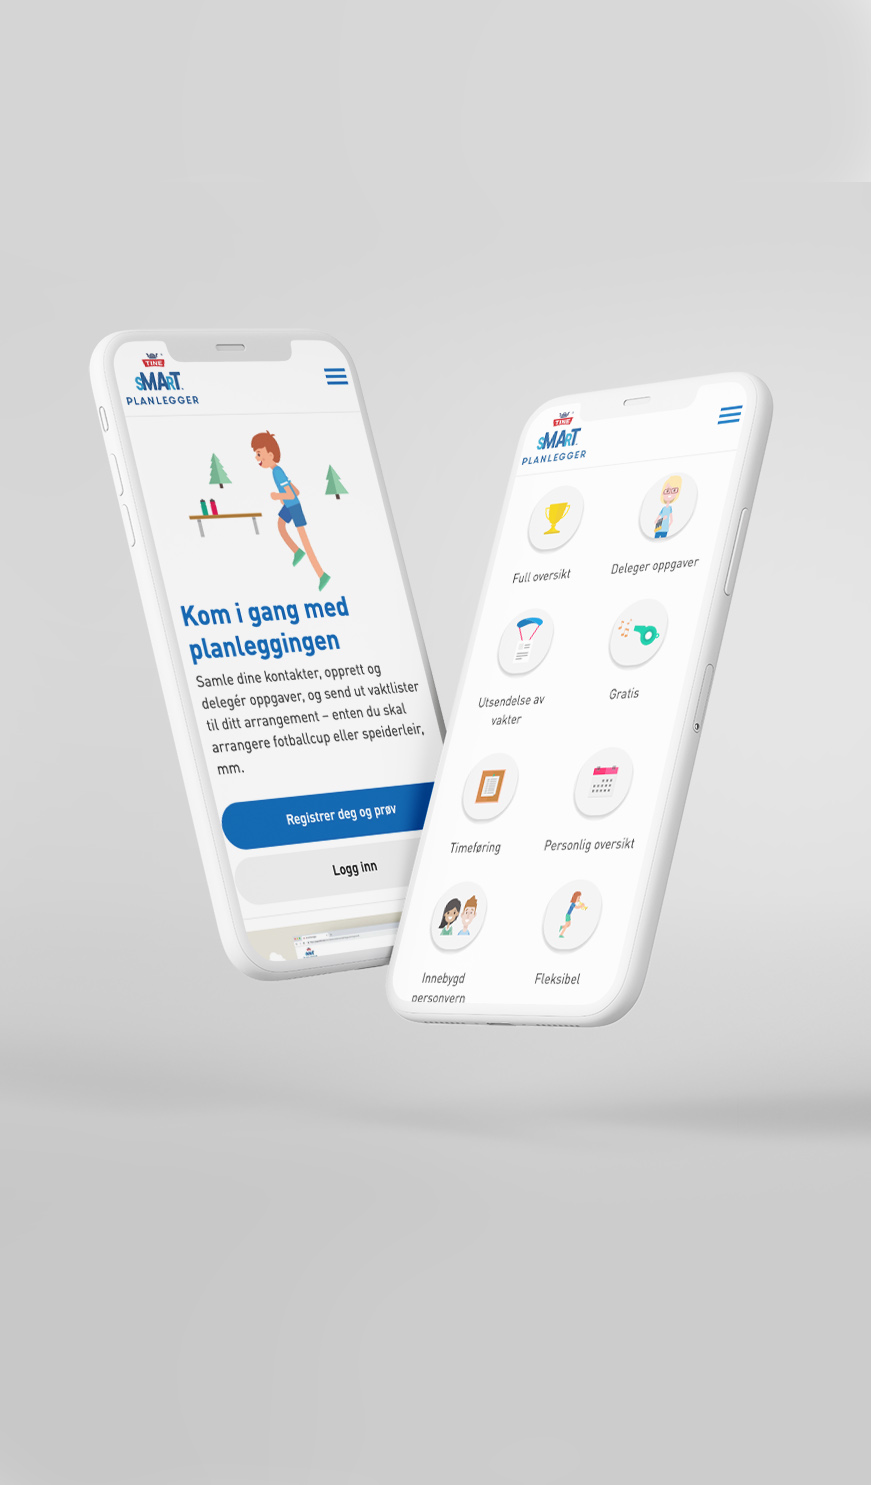 TINE
SMART
PLANLEGGER
Kom i gang med
planleggingen
Samle dine kontakter, opprett og
delegér oppgaver, og send ut vaktlister
til ditt arrangement – enten du skal
arrangere fotballcup eller speiderleir,
mm.
Registrer deg og prøv
Logg inn
TINE
SMART
PLANLEGGER
Full oversikt
Deleger oppgaver
Utsendelse av
vakter
Gratis
Timeføring
Personlig oversikt
Innebygd
personvern
Fleksibel